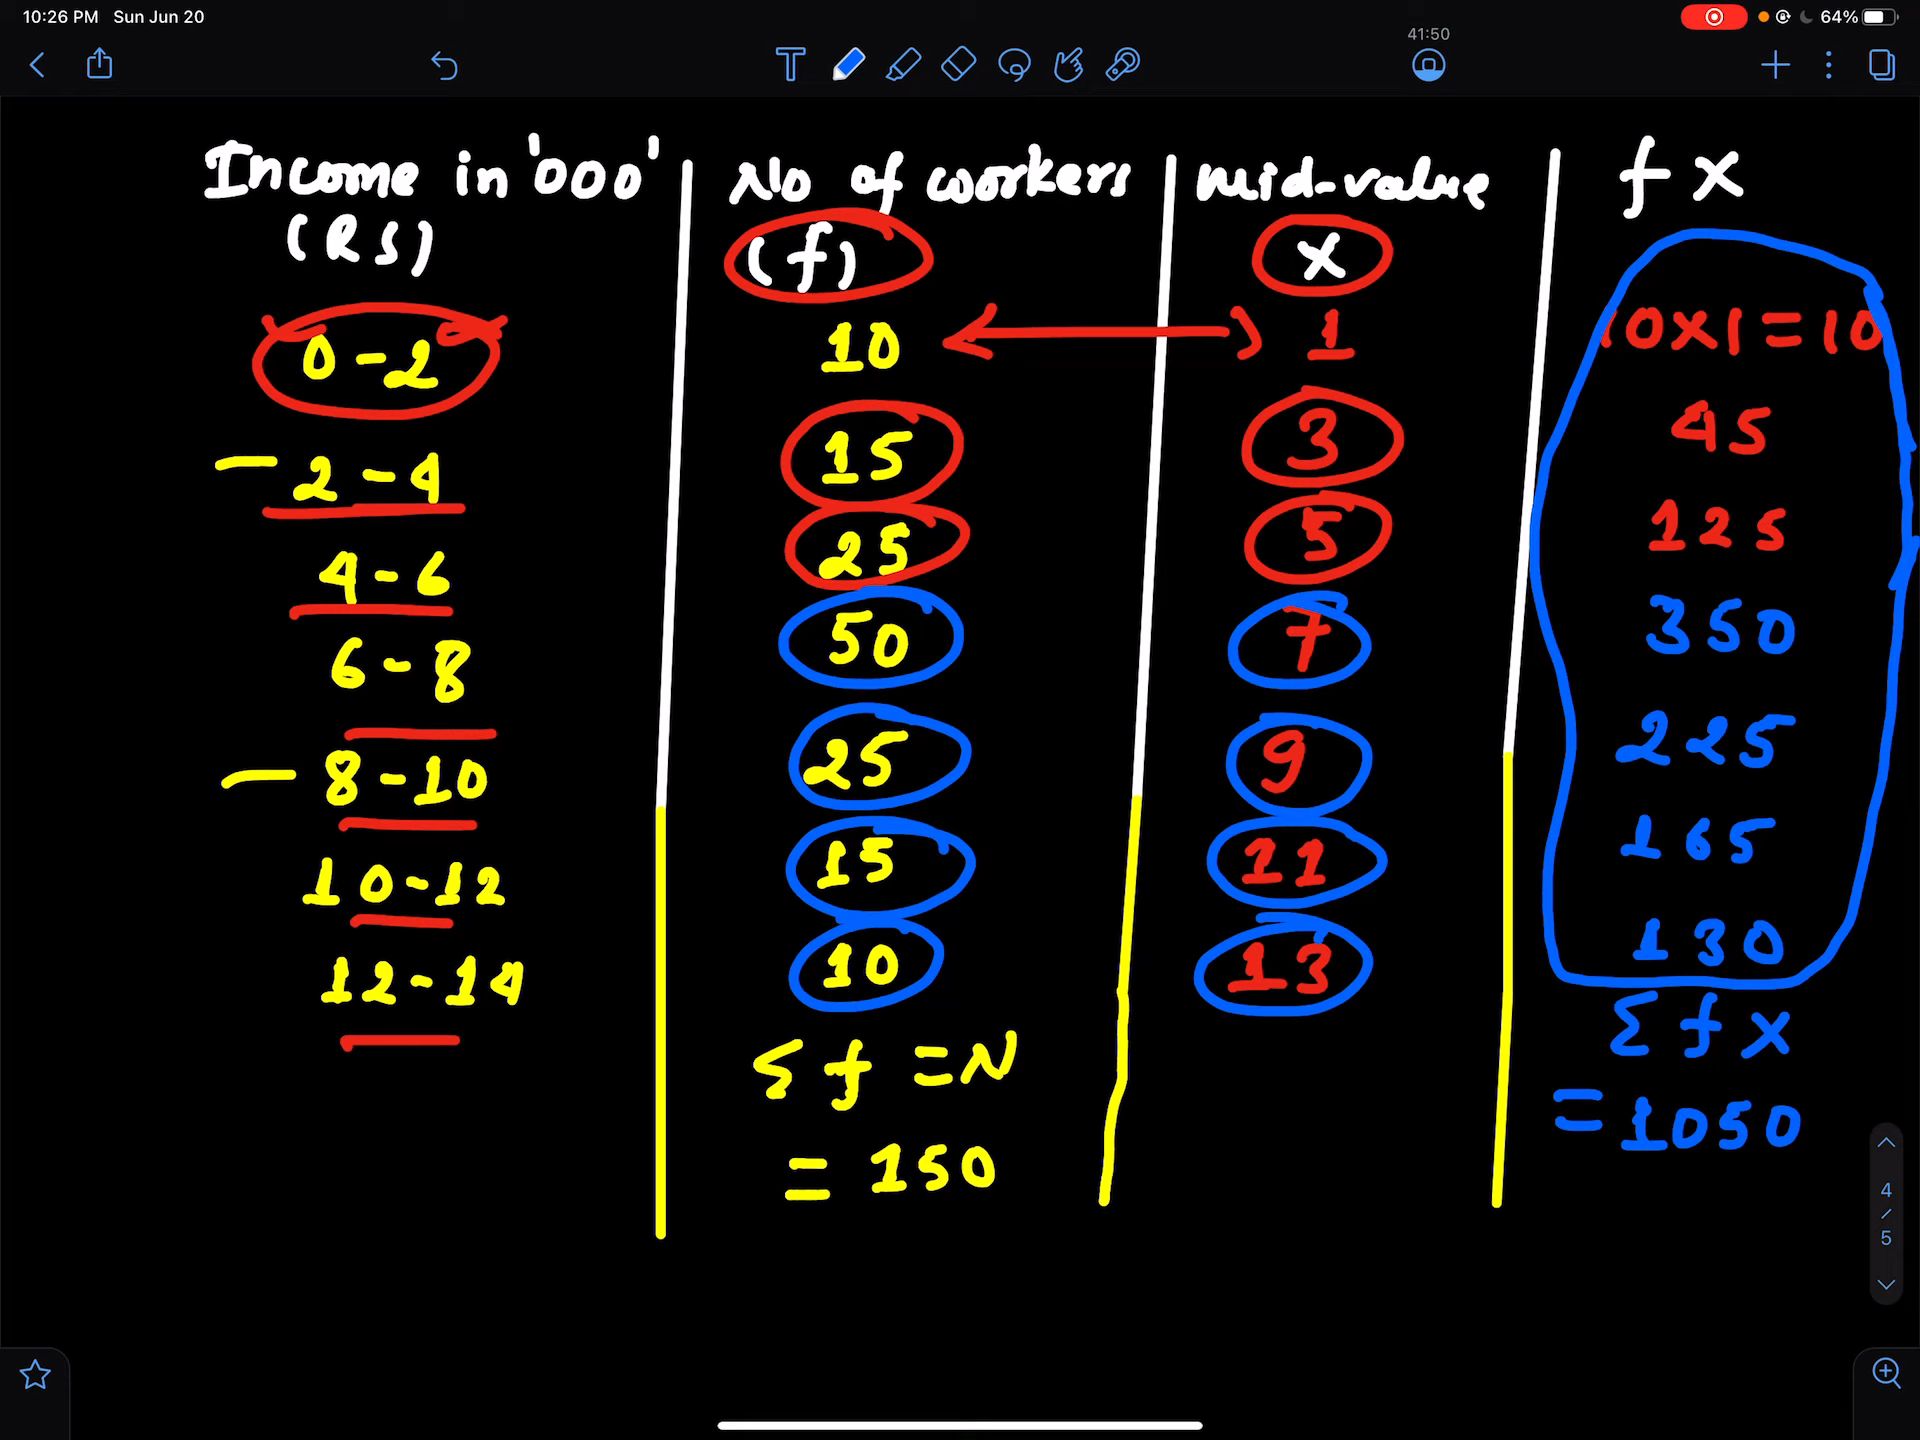 10:26 PM Sun Jun 20
64%
41:50
Income in '000' No of workers mid-value f x
(RS) (f) x
0-2 10 1 10x1=10
2-4 15 3 45
4-6 25 5 125
6-8 50 7 350
8-10 25 9 225
10-12 15 11 165
12-14 10 13 130
Σ f = N Σ f x
= 150 = 1050
4
/
5